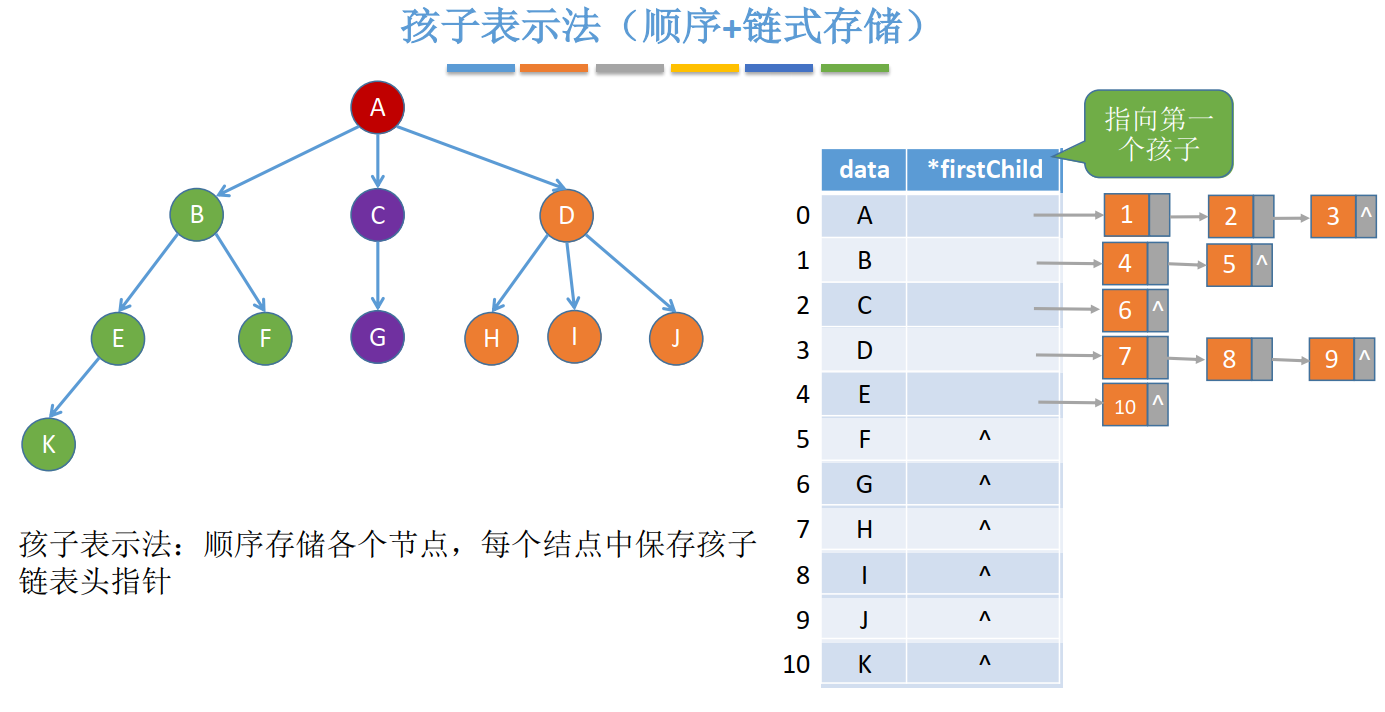 孩子表示法（顺序+链式存储）
A
B
C
D
E
F
G
H
I
J
K
孩子表示法：顺序存储各个节点，每个结点中保存孩子
链表头指针
指向第一
个孩子
data *firstChild
0 A 1 2 3 ^
1 B 4 5 ^
2 C 6 ^
3 D 7 8 9 ^
4 E 10 ^
5 F ^
6 G ^
7 H ^
8 I ^
9 J ^
10 K ^